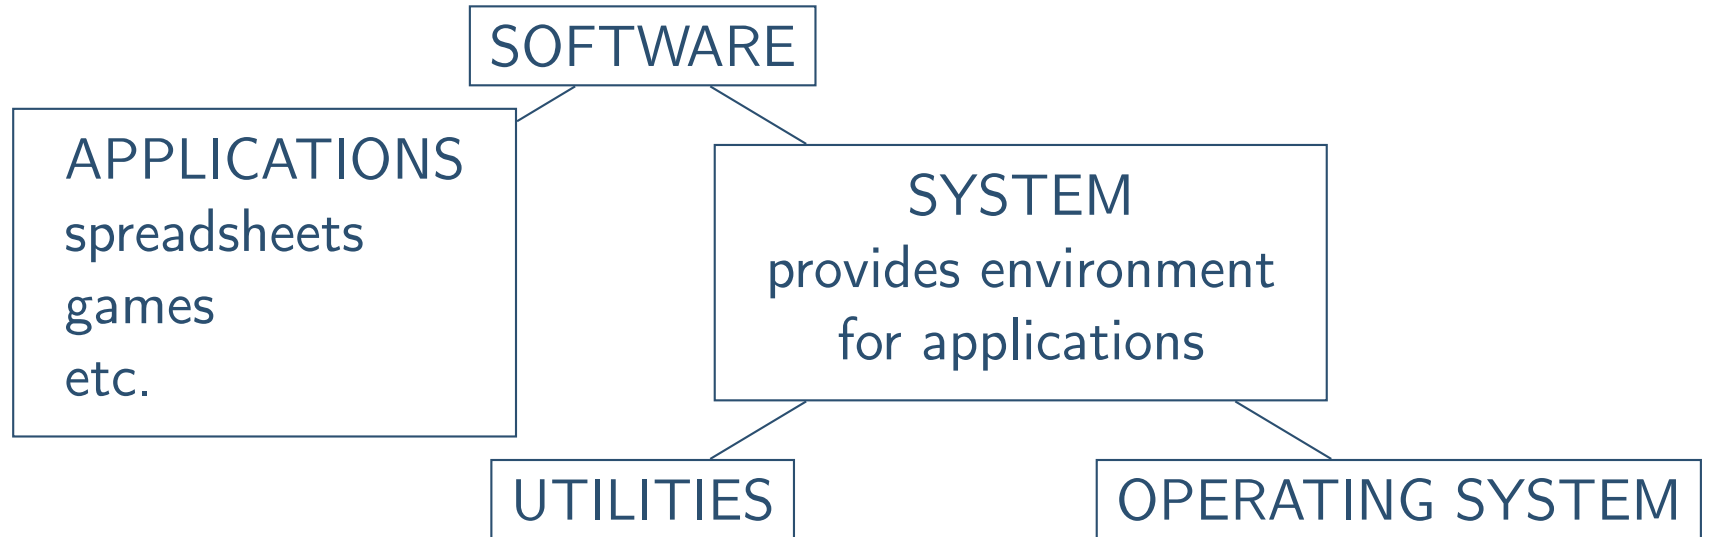 SOFTWARE
APPLICATIONS
spreadsheets
games
etc.
SYSTEM
provides environment
for applications
UTILITIES
OPERATING SYSTEM